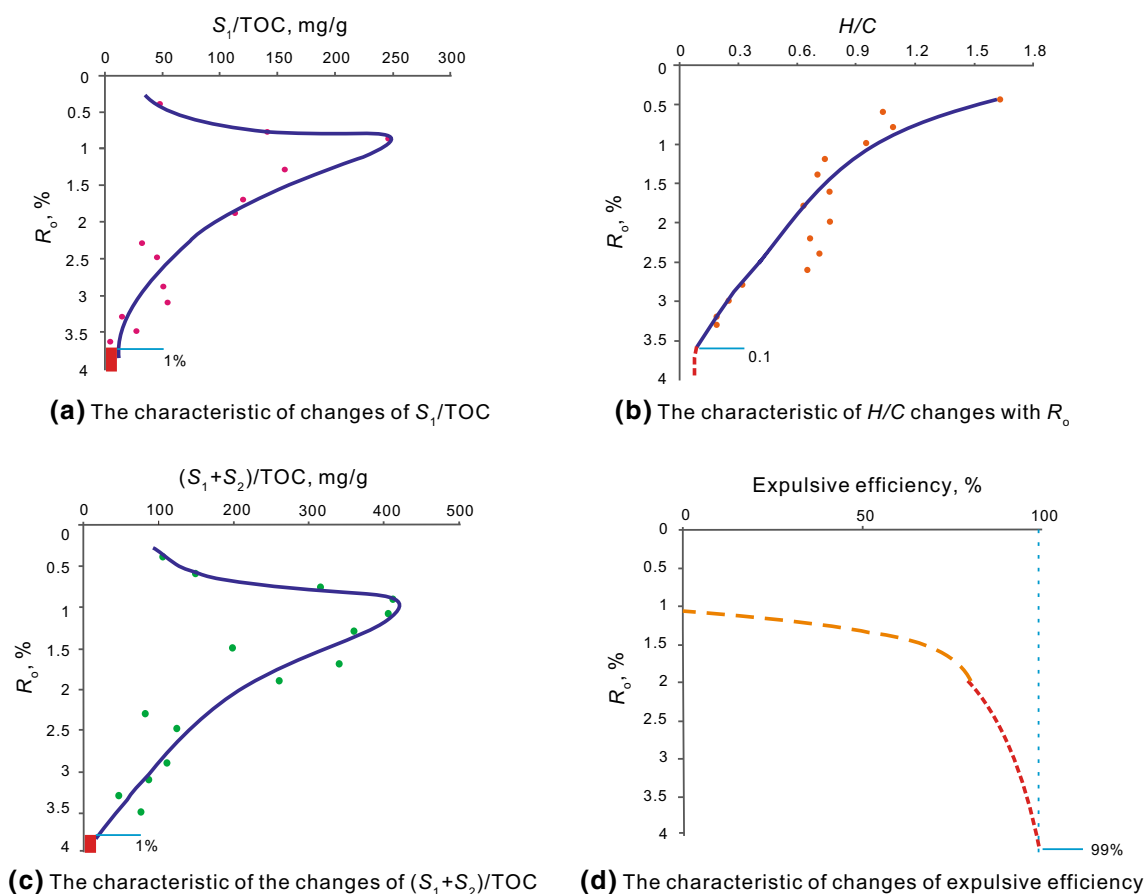 S₁/TOC, mg/g
0 50 100 150 200 250 300
0
0.5
1
1.5
2
2.5
3
3.5
4
Rₒ, %
1%
(a) The characteristic of changes of S₁/TOC
H/C
0 0.3 0.6. 0.9 1.2 1.5 1.8
0
0.5
1
1.5
2
2.5
3
3.5
4
Rₒ, %
0.1
(b) The characteristic of H/C changes with Rₒ
(S₁+S₂)/TOC, mg/g
0 100 200 300 400 500
0
0.5
1
1.5
2
2.5
3
3.5
4
Rₒ, %
1%
(c) The characteristic of the changes of (S₁+S₂)/TOC
Expulsive efficiency, %
0 50 100
0
0.5
1
1.5
2
2.5
3
3.5
4
Rₒ, %
99%
(d) The characteristic of changes of expulsive efficiency